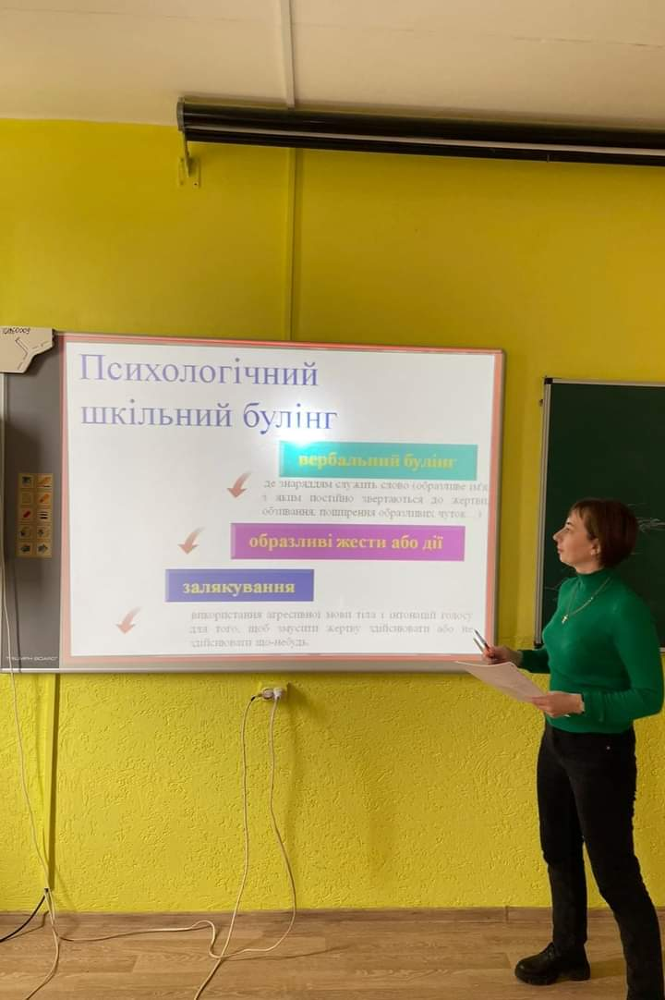 Психологічний
шкільний булінг
вербальний булінг
де знаряддям служить слово (образливе ім'я
з яким постійно звертаються до жертви,
обзивання, поширення образливих чуток…)
образливі жести або дії
залякування
використання агресивної мови тіла і інтонацій голосу
для того, щоб змусити жертву здійснювати або не
здійснювати що-небудь.
TRIUMPH BOARD